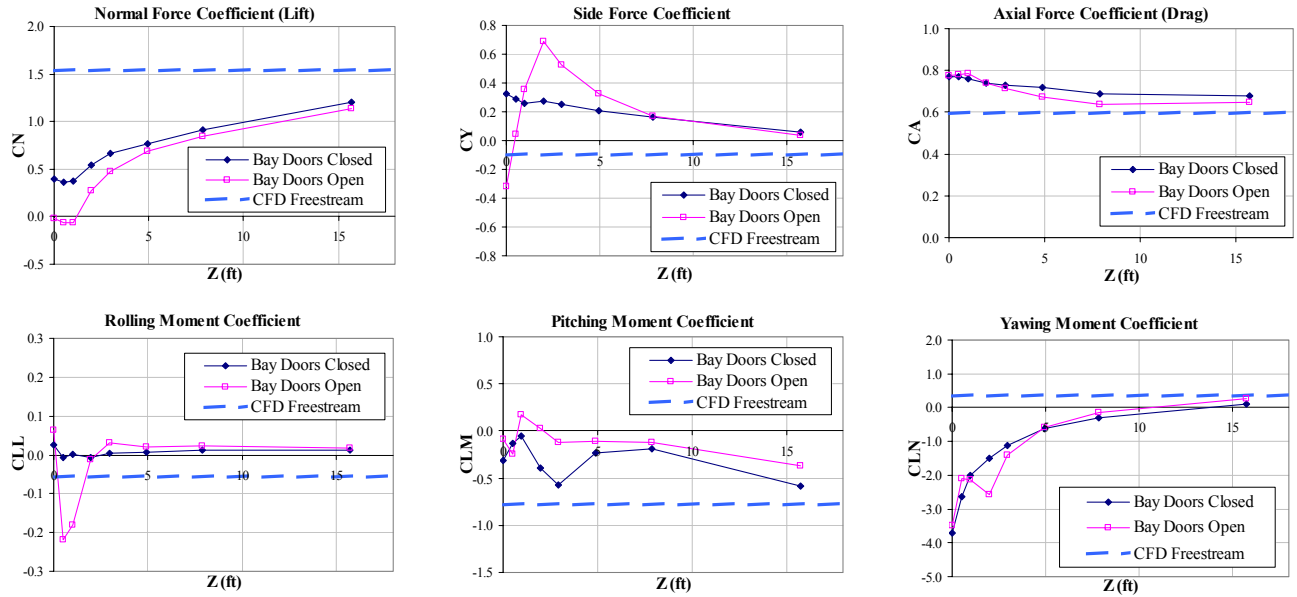 Normal Force Coefficient (Lift)
2.0
1.5
1.0
0.5
0.0
-0.5
CN
0
5
10
15
Bay Doors Closed
Bay Doors Open
CFD Freestream
Z (ft)
Side Force Coefficient
0.8
0.6
0.4
0.2
0.0
-0.2
-0.4
-0.6
-0.8
CY
0
5
10
15
Bay Doors Closed
Bay Doors Open
CFD Freestream
Z (ft)
Axial Force Coefficient (Drag)
1.0
0.8
0.6
0.4
0.2
0.0
CA
0
5
10
15
Bay Doors Closed
Bay Doors Open
CFD Freestream
Z (ft)
Rolling Moment Coefficient
0.3
0.2
0.1
0.0
-0.1
-0.2
-0.3
CLL
0
5
10
15
Bay Doors Closed
Bay Doors Open
CFD Freestream
Z (ft)
Pitching Moment Coefficient
1.0
0.5
0.0
-0.5
-1.0
-1.5
CLM
0
5
10
15
Bay Doors Closed
Bay Doors Open
CFD Freestream
Z (ft)
Yawing Moment Coefficient
2.0
1.0
0.0
-1.0
-2.0
-3.0
-4.0
-5.0
CLN
0
5
10
15
Bay Doors Closed
Bay Doors Open
CFD Freestream
Z (ft)